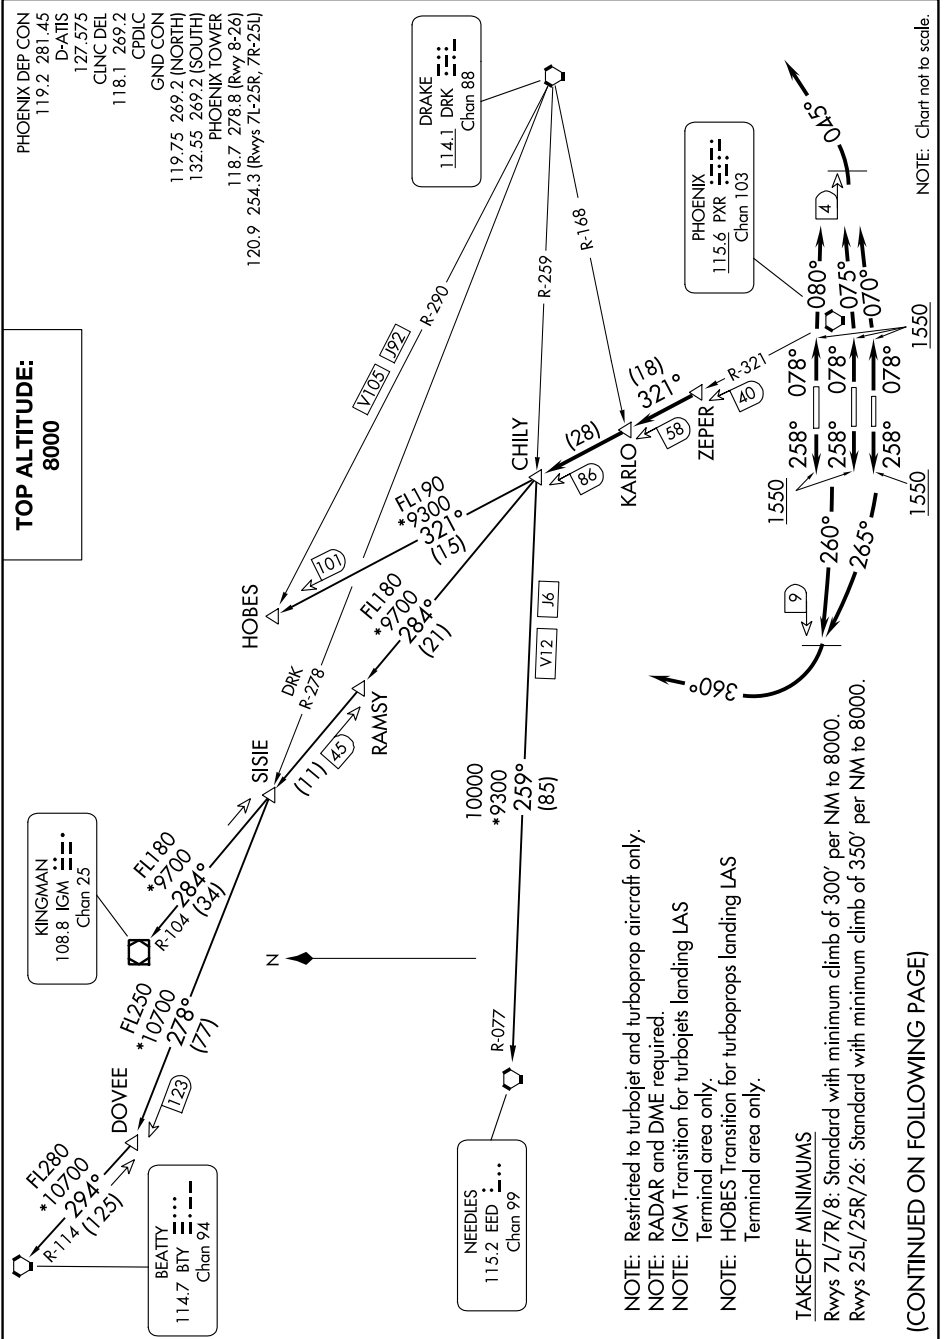 PHOENIX DEP CON
119.2 281.45
D-ATIS
127.575
CLNC DEL
118.1 269.2
CPDLC
GND CON
119.75 269.2 (NORTH)
132.55 269.2 (SOUTH)
PHOENIX TOWER
118.7 278.8 (Rwy 8-26)
120.9 254.3 (Rwys 7L-25R, 7R-25L)
TOP ALTITUDE:
8000
DRAKE
114.1 DRK
Chan 88
PHOENIX
115.6 PXR
Chan 103
KINGMAN
108.8 IGM
Chan 25
BEATTY
114.7 BTY
Chan 94
NEEDLES
115.2 EED
Chan 99
R-290
V105 J92
R-259
R-168
DRK
R-278
HOBES
101
FL190
*9300
321°
(15)
CHILY
86
(28)
KARLO
58
(18)
321°
ZEPER
40
R-321
FL180
*9700
284°
(21)
RAMSY
45
(11)
SISIE
FL180
*9700
284°
(34)
R-104
FL250
*10700
278°
(77)
DOVEE
123
FL280
*10700
294°
(125)
R-114
V12 J6
10000
*9300
259°
(85)
R-077
N
045°
4
080°
075°
070°
1550
078°
078°
078°
258°
258°
258°
1550
1550
260°
265°
9
360°
NOTE: Chart not to scale.
NOTE: Restricted to turbojet and turboprop aircraft only.
NOTE: RADAR and DME required.
NOTE: IGM Transition for turbojets landing LAS
Terminal area only.
NOTE: HOBES Transition for turboprops landing LAS
Terminal area only.
TAKEOFF MINIMUMS
Rwys 7L/7R/8: Standard with minimum climb of 300' per NM to 8000.
Rwys 25L/25R/26: Standard with minimum climb of 350' per NM to 8000.
(CONTINUED ON FOLLOWING PAGE)